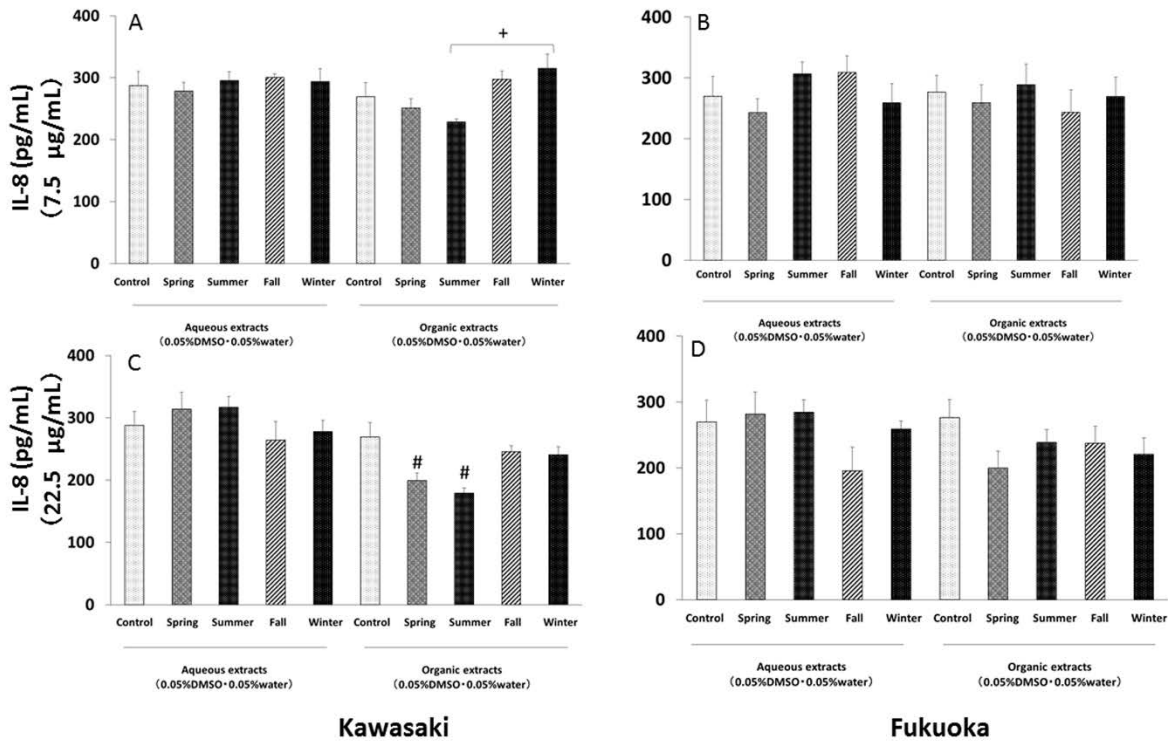 A
IL-8 (pg/mL)
(7.5 μg/mL)
400
300
200
100
0
+
Control Spring Summer Fall Winter Control Spring Summer Fall Winter
Aqueous extracts
(0.05%DMSO・0.05%water)
Organic extracts
(0.05%DMSO・0.05%water)
B
400
300
200
100
0
Control Spring Summer Fall Winter Control Spring Summer Fall Winter
Aqueous extracts
(0.05%DMSO・0.05%water)
Organic extracts
(0.05%DMSO・0.05%water)
C
IL-8 (pg/mL)
(22.5 μg/mL)
400
300
200
100
0
# #
Control Spring Summer Fall Winter Control Spring Summer Fall Winter
Aqueous extracts
(0.05%DMSO・0.05%water)
Organic extracts
(0.05%DMSO・0.05%water)
D
400
300
200
100
0
Control Spring Summer Fall Winter Control Spring Summer Fall Winter
Aqueous extracts
(0.05%DMSO・0.05%water)
Organic extracts
(0.05%DMSO・0.05%water)
Kawasaki
Fukuoka